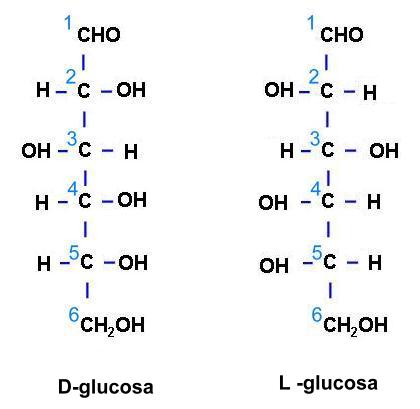 1 CHO 1 CHO
H – 2 C – OH OH – 2 C – H
OH – 3 C – H H – 3 C – OH
H – 4 C – OH OH – 4 C – H
H – 5 C – OH OH – 5 C – H
6 CH2OH 6 CH2OH
D-glucosa L -glucosa